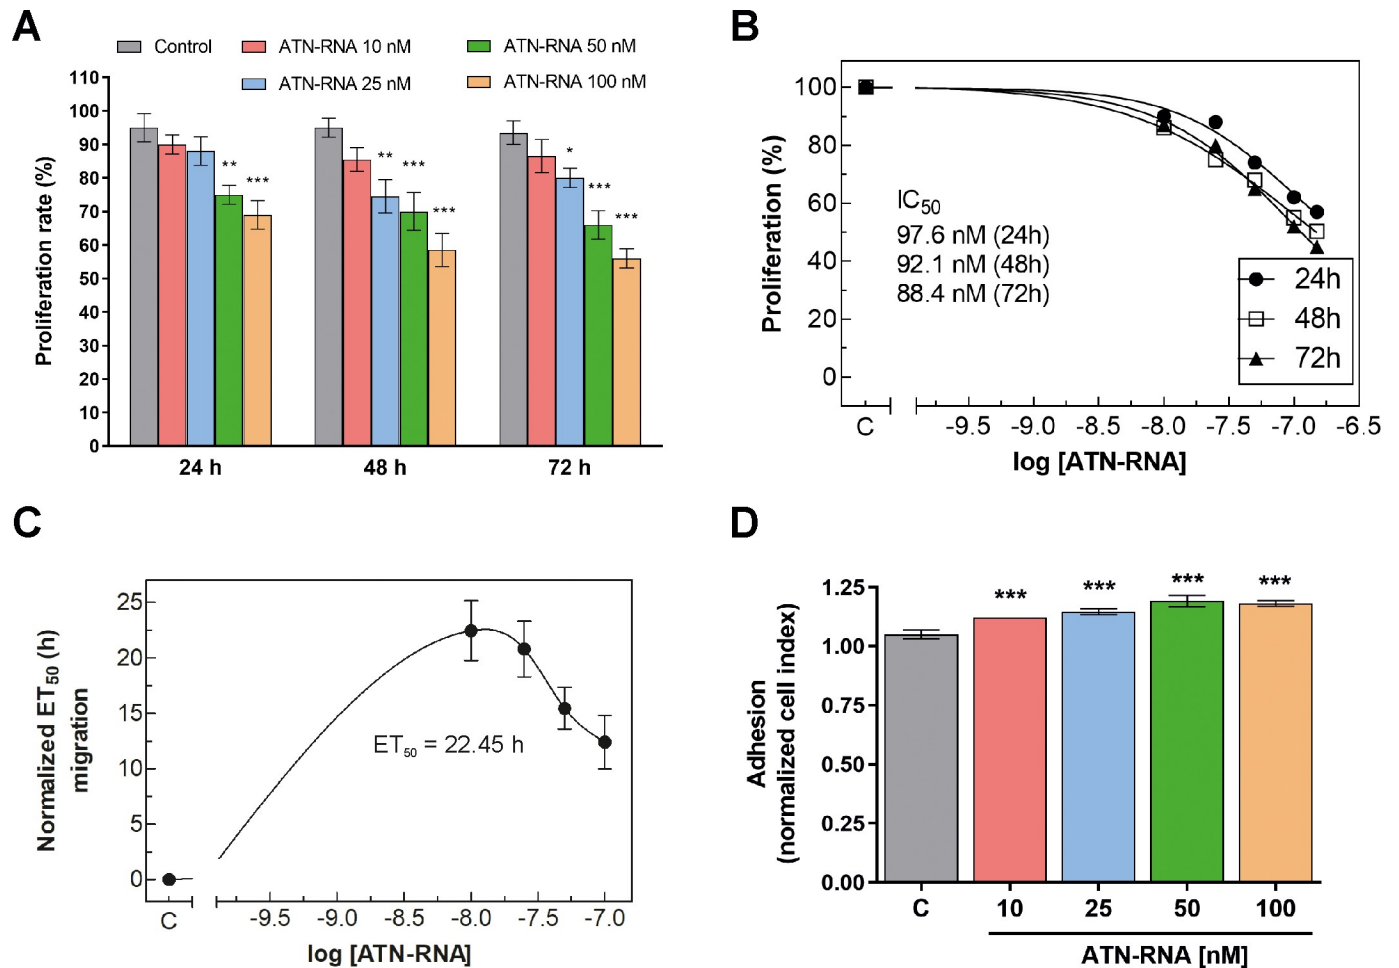 A
Control
ATN-RNA 10 nM
ATN-RNA 50 nM
ATN-RNA 25 nM
ATN-RNA 100 nM
Proliferation rate (%)
110
100
90
80
70
60
50
40
30
20
10
0
**
***
**
***
***
*
***
***
24 h
48 h
72 h
B
Proliferation (%)
100
80
60
40
20
0
IC50
97.6 nM (24h)
92.1 nM (48h)
88.4 nM (72h)
24h
48h
72h
C
-9.5
-9.0
-8.5
-8.0
-7.5
-7.0
-6.5
log [ATN-RNA]
C
Normalized ET50 (h)
migration
25
20
15
10
5
0
ET50 = 22.45 h
C
-9.5
-9.0
-8.5
-8.0
-7.5
-7.0
log [ATN-RNA]
D
Adhesion
(normalized cell index)
1.25
1.00
0.75
0.50
0.25
0.00
***
***
***
***
C
10
25
50
100
ATN-RNA [nM]